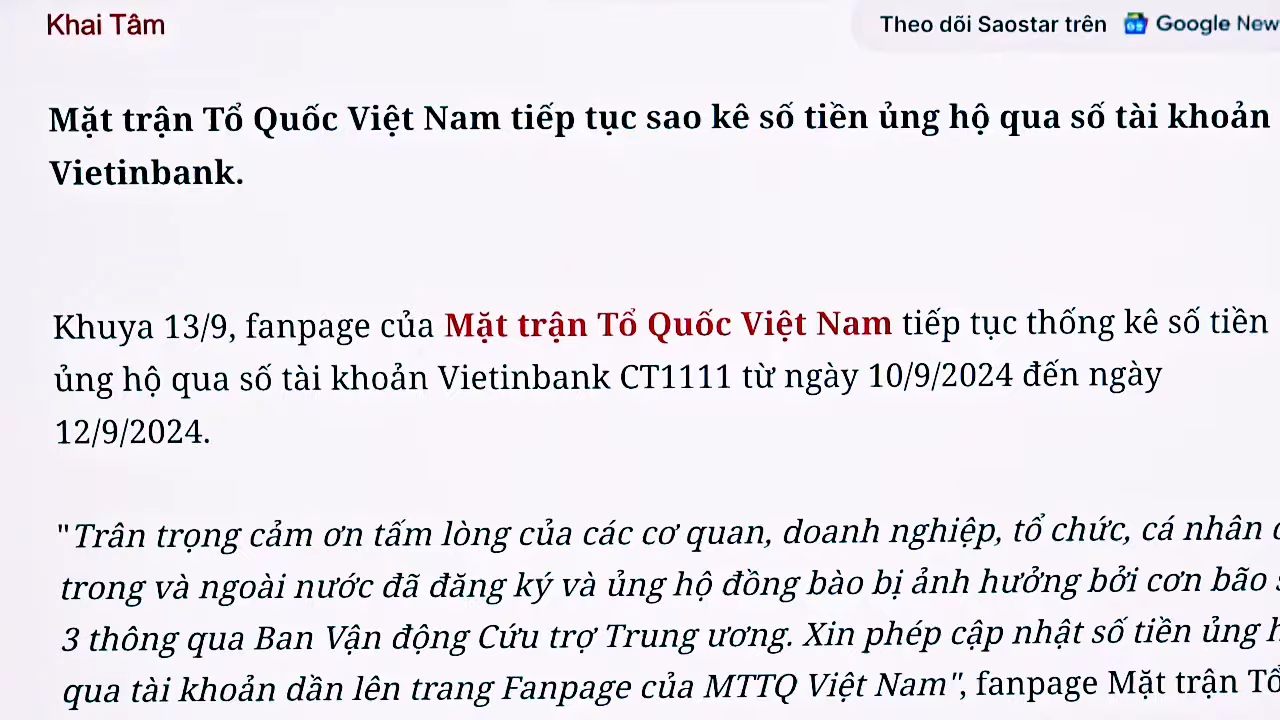 Khai Tâm
Theo dõi Saostar trên Google New
Mặt trận Tổ Quốc Việt Nam tiếp tục sao kê số tiền ủng hộ qua số tài khoản
Vietinbank.
Khuya 13/9, fanpage của Mặt trận Tổ Quốc Việt Nam tiếp tục thống kê số tiền
ủng hộ qua số tài khoản Vietinbank CT1111 từ ngày 10/9/2024 đến ngày
12/9/2024.
"Trân trọng cảm ơn tấm lòng của các cơ quan, doanh nghiệp, tổ chức, cá nhân
trong và ngoài nước đã đăng ký và ủng hộ đồng bào bị ảnh hưởng bởi cơn bão
3 thông qua Ban Vận động Cứu trợ Trung ương. Xin phép cập nhật số tiền ủng
qua tài khoản dần lên trang Fanpage của MTTQ Việt Nam", fanpage Mặt trận Tổ